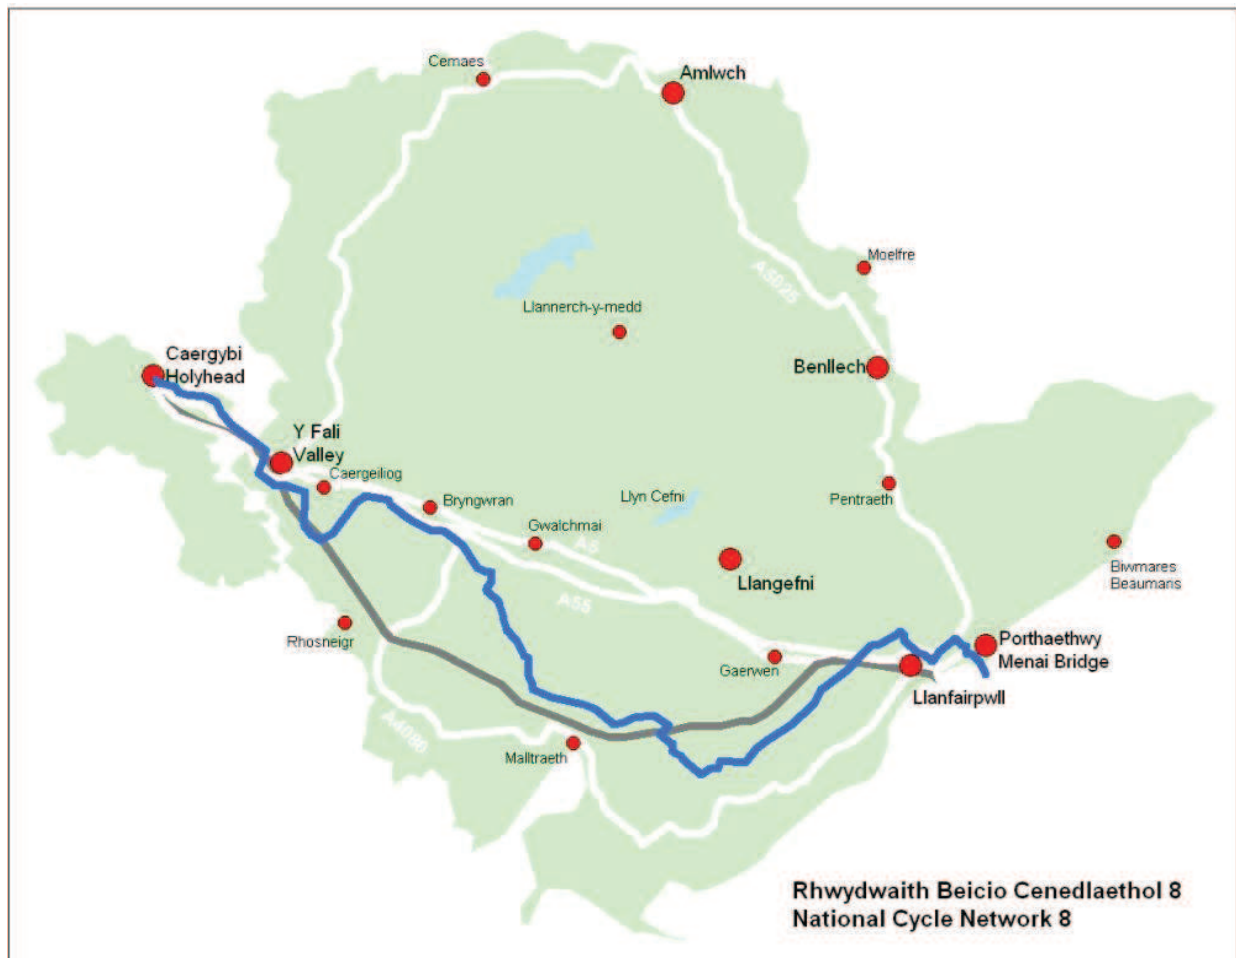 Cemaes
Amlwch
Moelfre
A5025
Llannerch-y-medd
Caergybi
Holyhead
Benllech
Y Fali
Valley
Caergeiliog
Bryngwran
Llyn Cefni
Pentraeth
Gwalchmai
A5
Llangefni
Biwmares
Beaumaris
A55
Rhosneigr
Porthaethwy
Menai Bridge
Gaerwen
Llanfairpwll
A4080
Malltraeth
Rhwydwaith Beicio Cenedlaethol 8
National Cycle Network 8